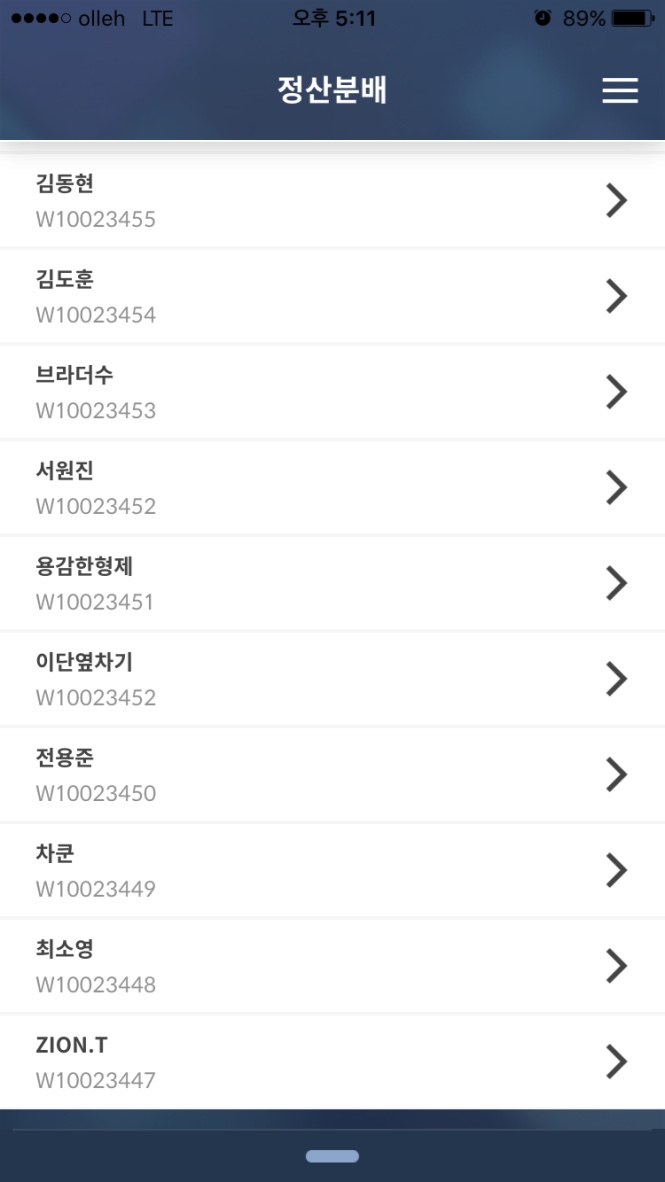 olleh LTE 오후 5:11 89%
정산분배
김동현
W10023455
김도훈
W10023454
브라더수
W10023453
서원진
W10023452
용감한형제
W10023451
이단옆차기
W10023452
전용준
W10023450
차쿤
W10023449
최소영
W10023448
ZION.T
W10023447